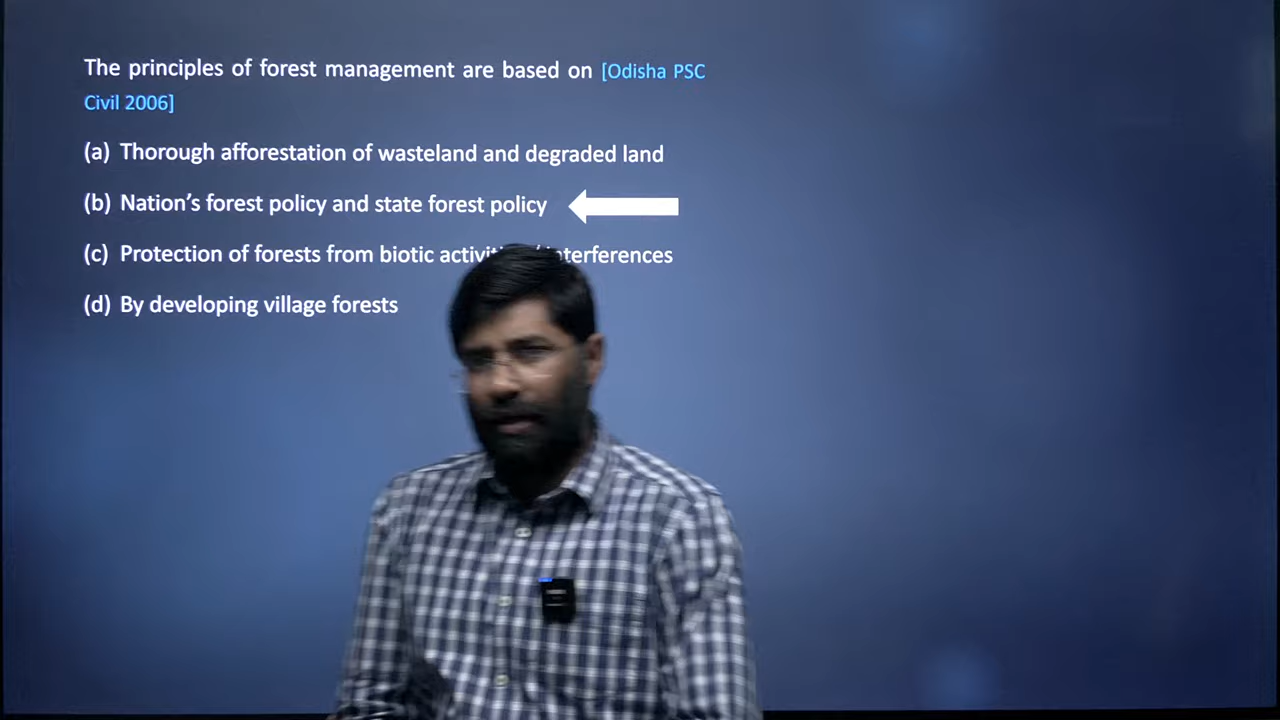 The principles of forest management are based on [Odisha PSC
Civil 2006]
(a) Thorough afforestation of wasteland and degraded land
(b) Nation’s forest policy and state forest policy
(c) Protection of forests from biotic interferences
(d) By developing village forests